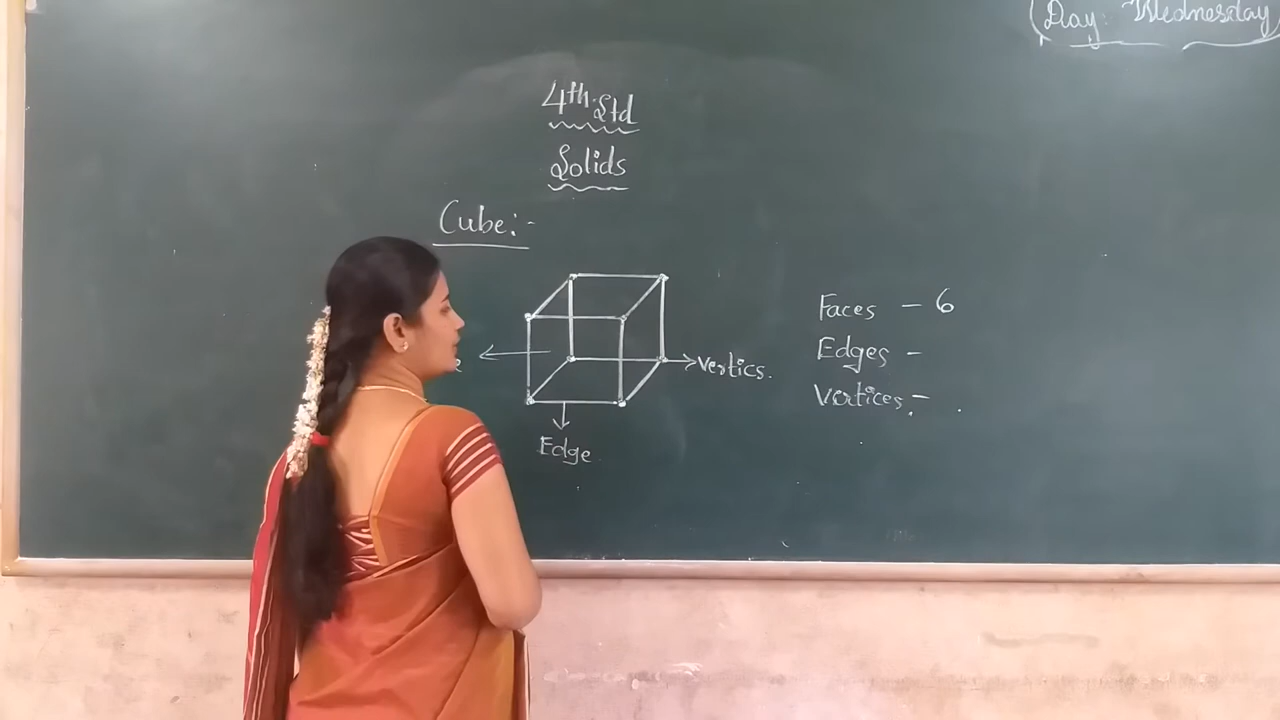 (Day: Wednesday
4th Std
Solids
Cube:-
Vertics.
Edge
Faces - 6
Edges -
Vertices -